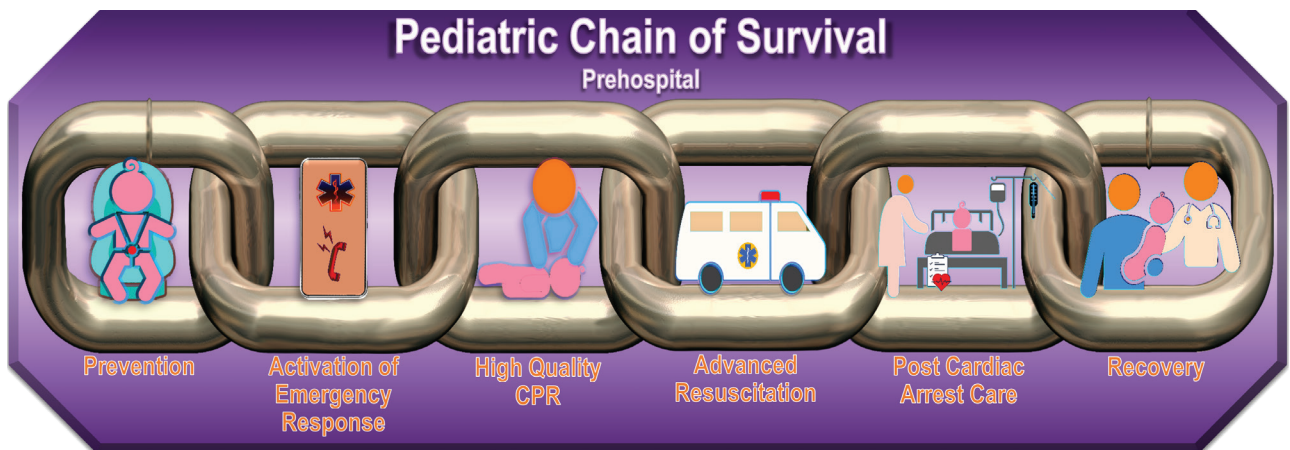 Pediatric Chain of Survival
Prehospital
Prevention
Activation of
Emergency
Response
High Quality
CPR
Advanced
Resuscitation
Post Cardiac
Arrest Care
Recovery